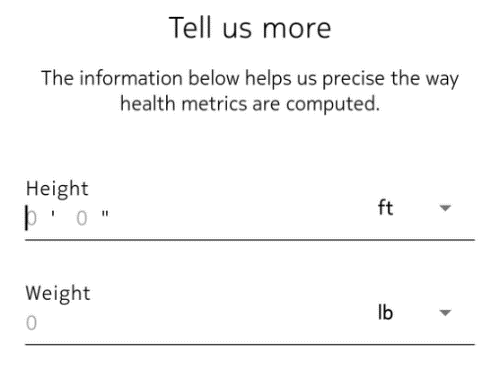 Tell us more
The information below helps us precise the way
health metrics are computed.
Height
0 ' 0 " ft
Weight
0 lb